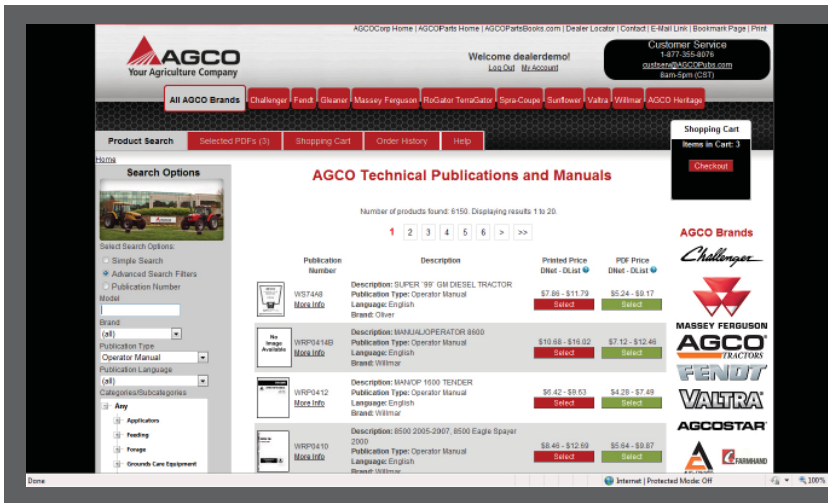 AGCOCorp Home | AGCOParts Home | AGCOPartsBooks.com | Dealer Locator | Contact | E-Mail Link | Bookmark Page | Print
AGCO
Your Agriculture Company
Welcome dealerdemo!
Log Out My Account
Customer Service
1-877-355-8076
custserv@AGCOPubs.com
8am-5pm (CST)
All AGCO Brands Challenger Fendt Gleaner Massey Ferguson RoGator TerraGator Spra-Coupe Sunflower Valtra Willmar AGCO Heritage
Product Search Selected PDFs (3) Shopping Cart Order History Help
Shopping Cart
Items in Cart: 3
Checkout
Home
Search Options
Select Search Options:
Simple Search
Advanced Search Filters
Publication Number
Model
Brand
(all)
Publication Type
Operator Manual
Publication Language
(all)
Categories/Subcategories
Any
Applicators
Feeding
Forage
Grounds Care Equipment
AGCO Technical Publications and Manuals
Number of products found: 6150. Displaying results 1 to 20.
1 2 3 4 5 6 > >>
Publication Number Description Printed Price DNet - DList PDF Price DNet - DList
WS74A8
More Info
Description: SUPER '99' GM DIESEL TRACTOR
Publication Type: Operator Manual
Language: English
Brand: Oliver
$7.86 - $11.79
Select
$5.24 - $9.17
Select
No
Image
Available
WRP0414B
More Info
Description: MANUAL/OPERATOR 8600
Publication Type: Operator Manual
Language: English
Brand: Willmar
$10.68 - $16.02
Select
$7.12 - $12.46
Select
WRP0412
More Info
Description: MAN/OP 1600 TENDER
Publication Type: Operator Manual
Language: English
Brand: Willmar
$6.42 - $9.63
Select
$4.28 - $7.49
Select
WRP0410
More Info
Description: 8500 2005-2007, 8500 Eagle Spayer
2000
Publication Type: Operator Manual
Language: English
Brand: Willmar
$8.46 - $12.69
Select
$5.64 - $9.87
Select
AGCO Brands
Challenger
MASSEY FERGUSON
AGCO
TRACTORS
FENDT
VALTRA
AGCOSTAR
FARMHAND
Done
Internet | Protected Mode: Off
100%